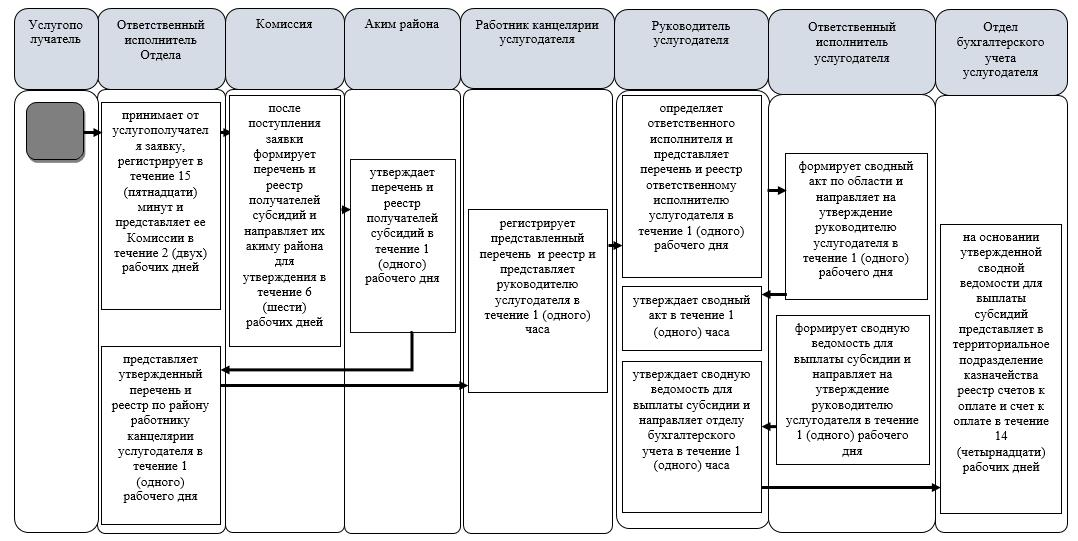 Услугопо
лучатель
Ответственный
исполнитель
Отдела
Комиссия
Аким района
Работник канцелярии
услугодателя
Руководитель
услугодателя
Ответственный
исполнитель
услугодателя
Отдел
бухгалтерского
учета
услугодателя
принимает от
услугополучател
я заявку,
регистрирует в
течение 15
(пятнадцати)
минут и
представляет ее
Комиссии в
течение 2 (двух)
рабочих дней
после
поступления
заявки
формирует
перечень и
реестр
получателей
субсидий и
направляет их
акиму района
для
утверждения в
течение 6
(шести)
рабочих дней
утверждает
перечень и
реестр
получателей
субсидий в
течение 1
(одного)
рабочего дня
представляет
утвержденный
перечень и
реестр по району
работнику
канцелярии
услугодателя в
течение 1
(одного)
рабочего дня
регистрирует
представленный
перечень и реестр и
представляет
руководителю
услугодателя в
течение 1 (одного)
часа
определяет
ответственного
исполнителя и
представляет
перечень и реестр
ответственному
исполнителю
услугодателя в
течение 1 (одного)
рабочего дня
формирует сводный
акт по области и
направляет на
утверждение
руководителю
услугодателя в
течение 1 (одного)
рабочего дня
утверждает сводный
акт в течение 1
(одного) часа
формирует сводную
ведомость для
выплаты субсидии и
направляет на
утверждение
руководителю
услугодателя в течение
1 (одного) рабочего
дня
утверждает сводную
ведомость для
выплаты субсидии и
направляет отделу
бухгалтерского
учета в течение 1
(одного) часа
на основании
утвержденной
сводной
ведомости для
выплаты
субсидий
представляет в
территориальное
подразделение
казначейства
реестр счетов к
оплате и счет к
оплате в течение
14
(четырнадцати)
рабочих дней